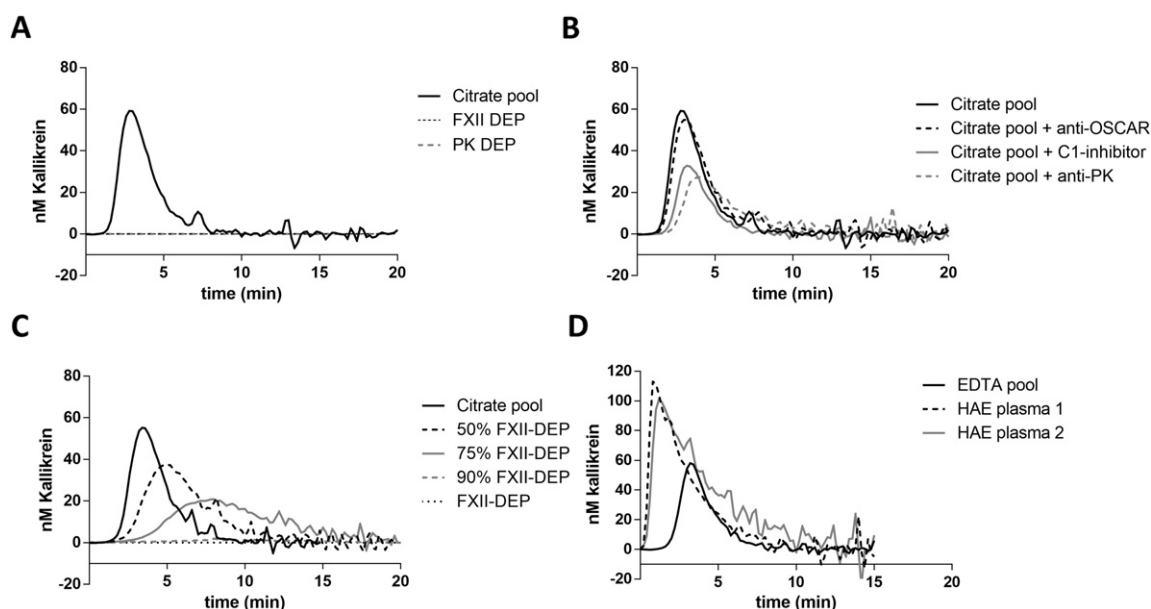 A
nM Kallikrein
80
60
40
20
0
-20
5
10
15
20
time (min)
Citrate pool
FXII DEP
PK DEP
B
nM Kallikrein
80
60
40
20
0
-20
5
10
15
20
time (min)
Citrate pool
Citrate pool + anti-OSCAR
Citrate pool + C1-inhibitor
Citrate pool + anti-PK
C
nM Kallikrein
80
60
40
20
0
-20
5
10
15
20
time (min)
Citrate pool
50% FXII-DEP
75% FXII-DEP
90% FXII-DEP
FXII-DEP
D
nM kallikrein
120
100
80
60
40
20
0
-20
5
10
15
20
time (min)
EDTA pool
HAE plasma 1
HAE plasma 2